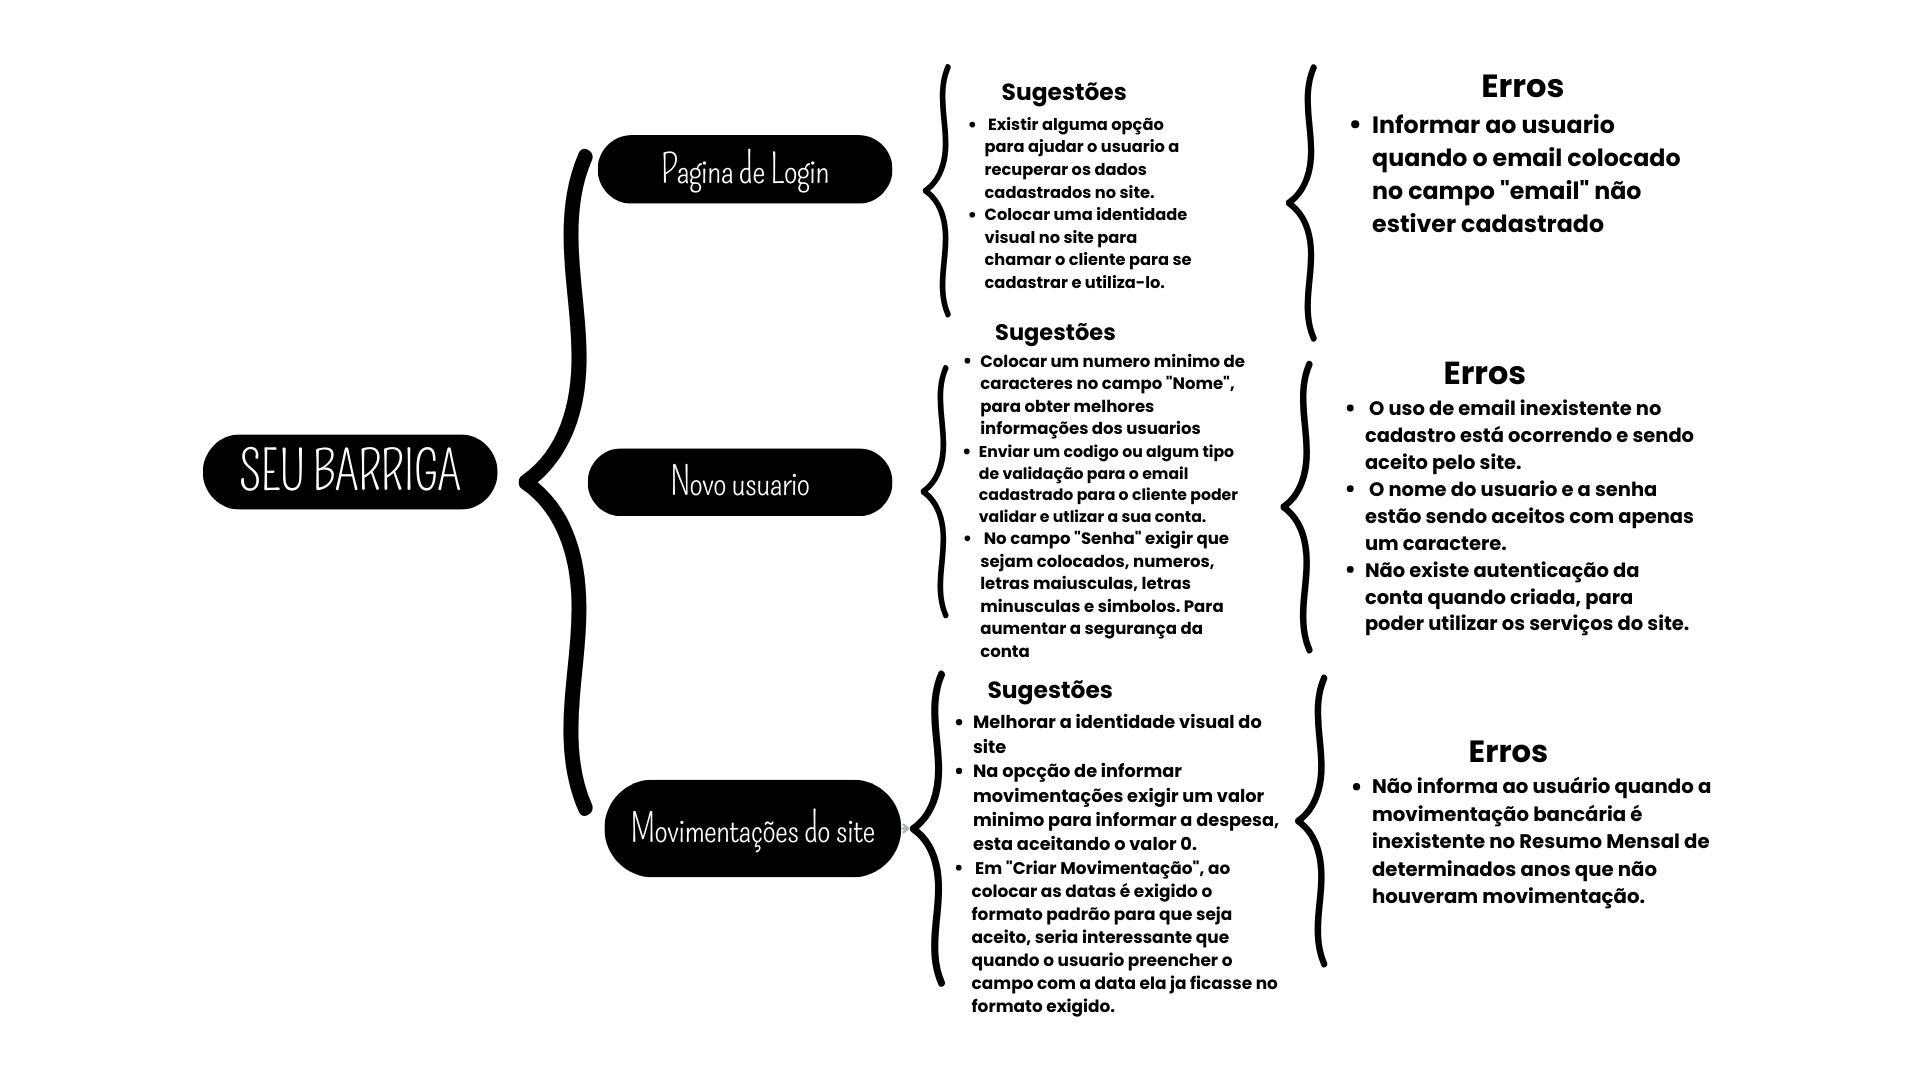 SEU BARRIGA
Pagina de Login
Sugestões
• Existir alguma opção
para ajudar o usuario a
recuperar os dados
cadastrados no site.
• Colocar uma identidade
visual no site para
chamar o cliente para se
cadastrar e utiliza-lo.
Erros
• Informar ao usuario
quando o email colocado
no campo "email" não
estiver cadastrado
Novo usuario
Sugestões
• Colocar um numero minimo de
caracteres no campo "Nome",
para obter melhores
informações dos usuarios
• Enviar um codigo ou algum tipo
de validação para o email
cadastrado para o cliente poder
validar e utlizar a sua conta.
• No campo "Senha" exigir que
sejam colocados, numeros,
letras maiusculas, letras
minusculas e simbolos. Para
aumentar a segurança da
conta
Erros
• O uso de email inexistente no
cadastro está ocorrendo e sendo
aceito pelo site.
• O nome do usuario e a senha
estão sendo aceitos com apenas
um caractere.
• Não existe autenticação da
conta quando criada, para
poder utilizar os serviços do site.
Movimentações do site
Sugestões
• Melhorar a identidade visual do
site
• Na opcção de informar
movimentações exigir um valor
minimo para informar a despesa,
esta aceitando o valor 0.
• Em "Criar Movimentação", ao
colocar as datas é exigido o
formato padrão para que seja
aceito, seria interessante que
quando o usuario preencher o
campo com a data ela ja ficasse no
formato exigido.
Erros
• Não informa ao usuário quando a
movimentação bancária é
inexistente no Resumo Mensal de
determinados anos que não
houveram movimentação.